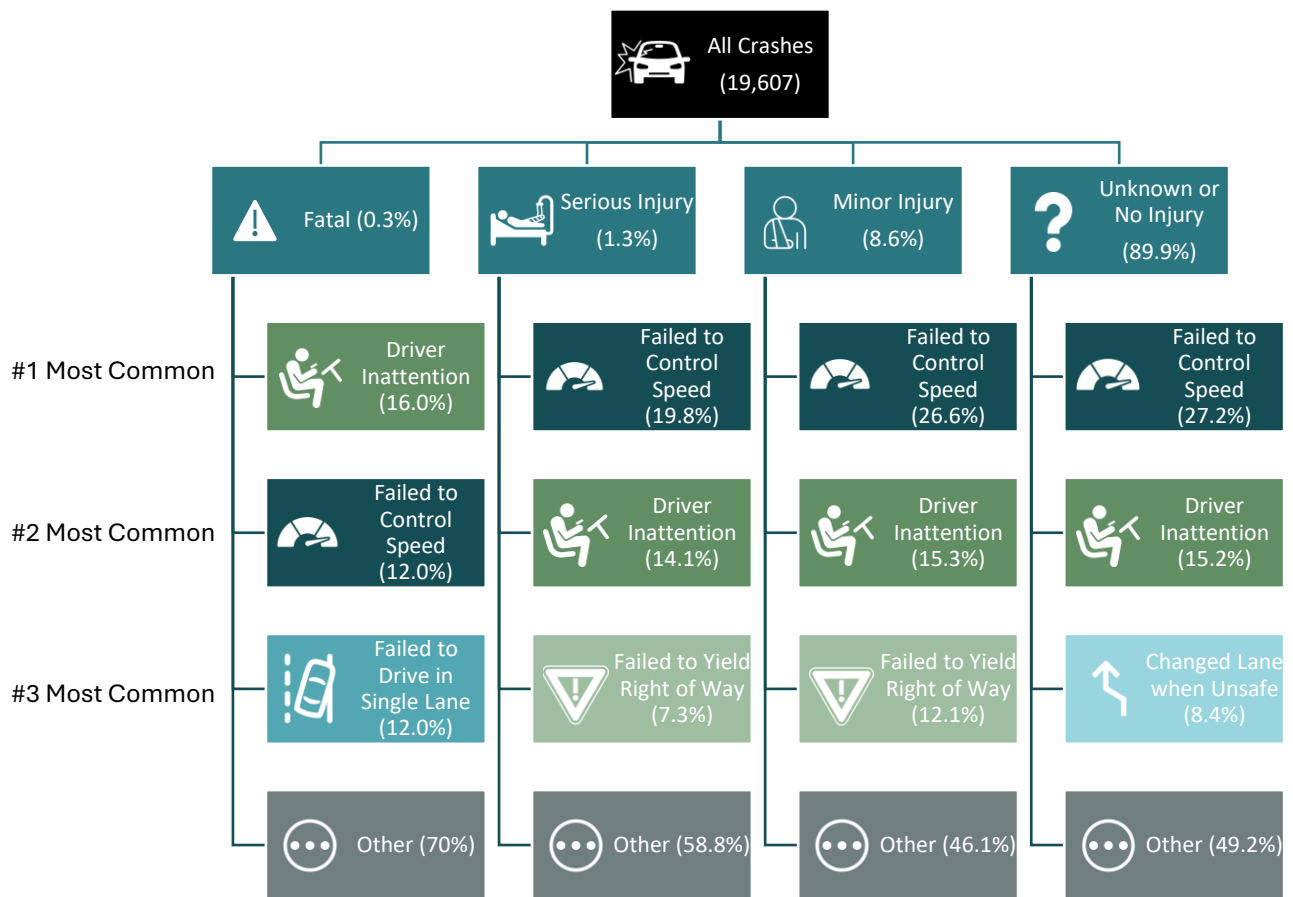 All Crashes
(19,607)
Fatal (0.3%)
Serious Injury
(1.3%)
Minor Injury
(8.6%)
Unknown or
No Injury
(89.9%)
#1 Most Common
Driver
Inattention
(16.0%)
Failed to
Control
Speed
(19.8%)
Failed to
Control
Speed
(26.6%)
Failed to
Control
Speed
(27.2%)
#2 Most Common
Failed to
Control
Speed
(12.0%)
Driver
Inattention
(14.1%)
Driver
Inattention
(15.3%)
Driver
Inattention
(15.2%)
#3 Most Common
Failed to
Drive in
Single Lane
(12.0%)
Failed to Yield
Right of Way
(7.3%)
Failed to Yield
Right of Way
(12.1%)
Changed Lane
when Unsafe
(8.4%)
Other (70%)
Other (58.8%)
Other (46.1%)
Other (49.2%)